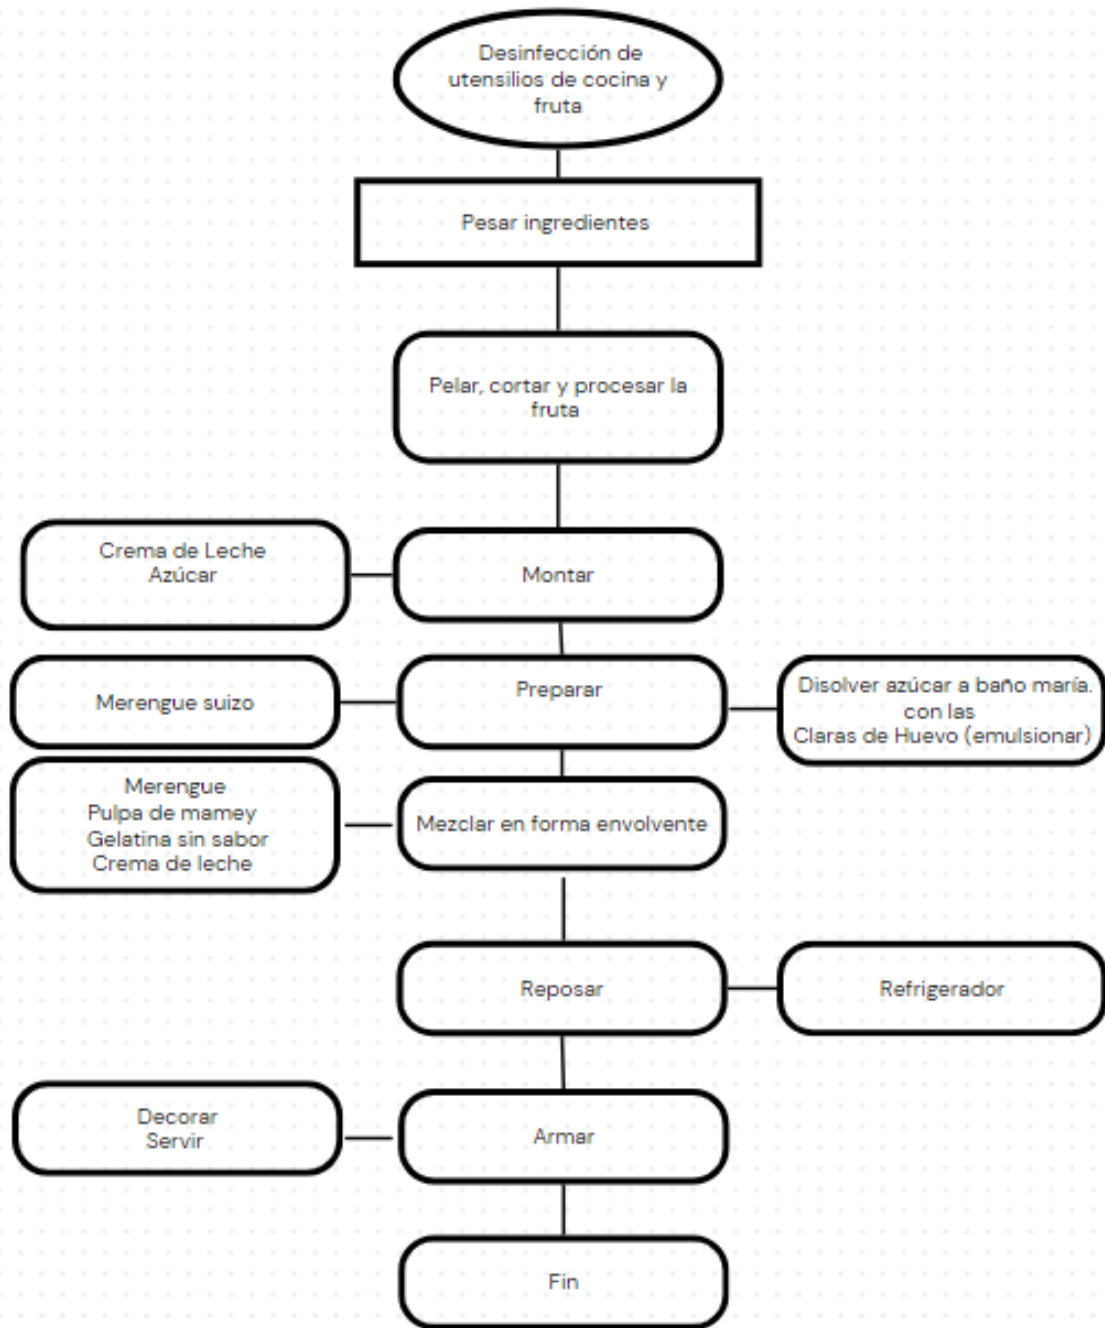 Desinfección de
utensilios de cocina y
fruta
Pesar ingredientes
Pelar, cortar y procesar la
fruta
Crema de Leche
Azúcar
Montar
Merengue suizo
Preparar
Disolver azúcar a baño maría.
con las
Claras de Huevo (emulsionar)
Merengue
Pulpa de mamey
Gelatina sin sabor
Crema de leche
Mezclar en forma envolvente
Reposar
Refrigerador
Decorar
Servir
Armar
Fin